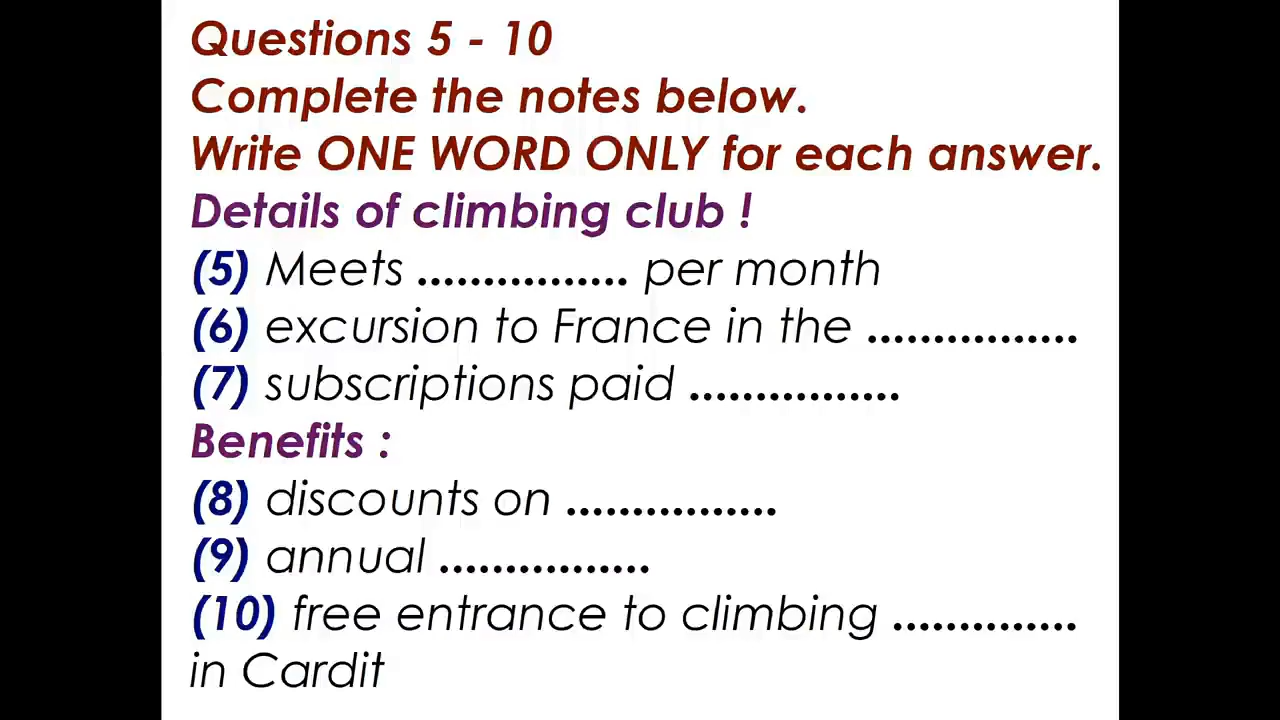 Questions 5 - 10
Complete the notes below.
Write ONE WORD ONLY for each answer.
Details of climbing club !
(5) Meets ................ per month
(6) excursion to France in the ................
(7) subscriptions paid ................
Benefits :
(8) discounts on ................
(9) annual ................
(10) free entrance to climbing ..............
in Cardit